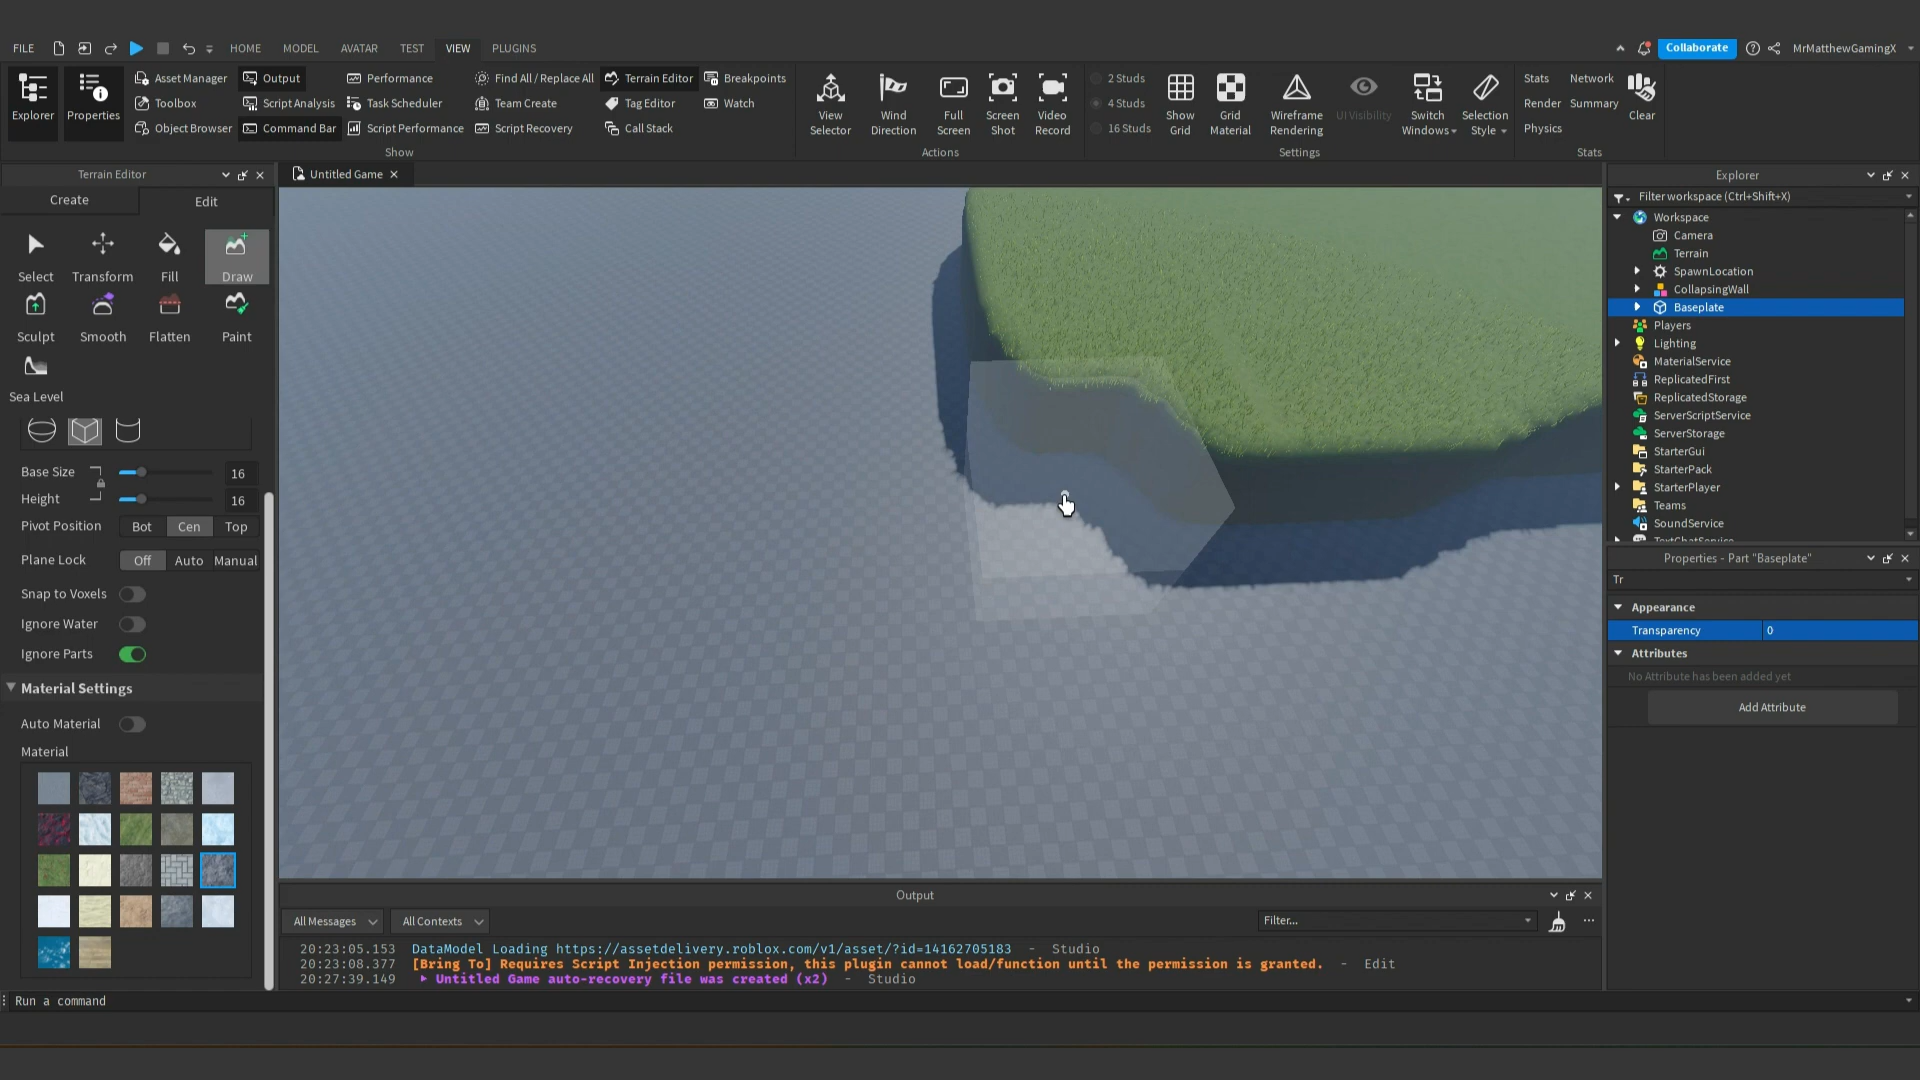 FILE HOME MODEL AVATAR TEST VIEW PLUGINS Collaborate MrMatthewGamingX
Explorer
Properties
Asset Manager
Toolbox
Object Browser
Output
Script Analysis
Command Bar
Performance
Task Scheduler
Script Performance
Find All / Replace All
Team Create
Script Recovery
Terrain Editor
Tag Editor
Call Stack
Breakpoints
Watch
Show
View
Selector
Wind
Direction
Full
Screen
Screen
Shot
Video
Record
Actions
2 Studs
4 Studs
16 Studs
Show
Grid
Grid
Material
Wireframe
Rendering
UI Visibility
Switch
Windows
Selection
Style
Settings
Stats
Render
Physics
Network
Summary
Clear
Stats
Terrain Editor
Create Edit
Select Transform Fill Draw
Sculpt Smooth Flatten Paint
Sea Level
Base Size 16
Height 16
Pivot Position Bot Cen Top
Plane Lock Off Auto Manual
Snap to Voxels
Ignore Water
Ignore Parts
Material Settings
Auto Material
Material
Untitled Game
Output
All Messages All Contexts Filter...
20:23:05.153 DataModel Loading https://assetdelivery.roblox.com/v1/asset/?id=14162705183 - Studio
20:23:08.377 [Bring To] Requires Script Injection permission, this plugin cannot load/function until the permission is granted. - Edit
20:27:39.149 Untitled Game auto-recovery file was created (x2) - Studio
Run a command
Explorer
Filter workspace (Ctrl+Shift+X)
Workspace
Camera
Terrain
SpawnLocation
CollapsingWall
Baseplate
Players
Lighting
MaterialService
ReplicatedFirst
ReplicatedStorage
ServerScriptService
ServerStorage
StarterGui
StarterPack
StarterPlayer
Teams
SoundService
TextChatService
Properties - Part "Baseplate"
Tr
Appearance
Transparency 0
Attributes
No Attribute has been added yet
Add Attribute